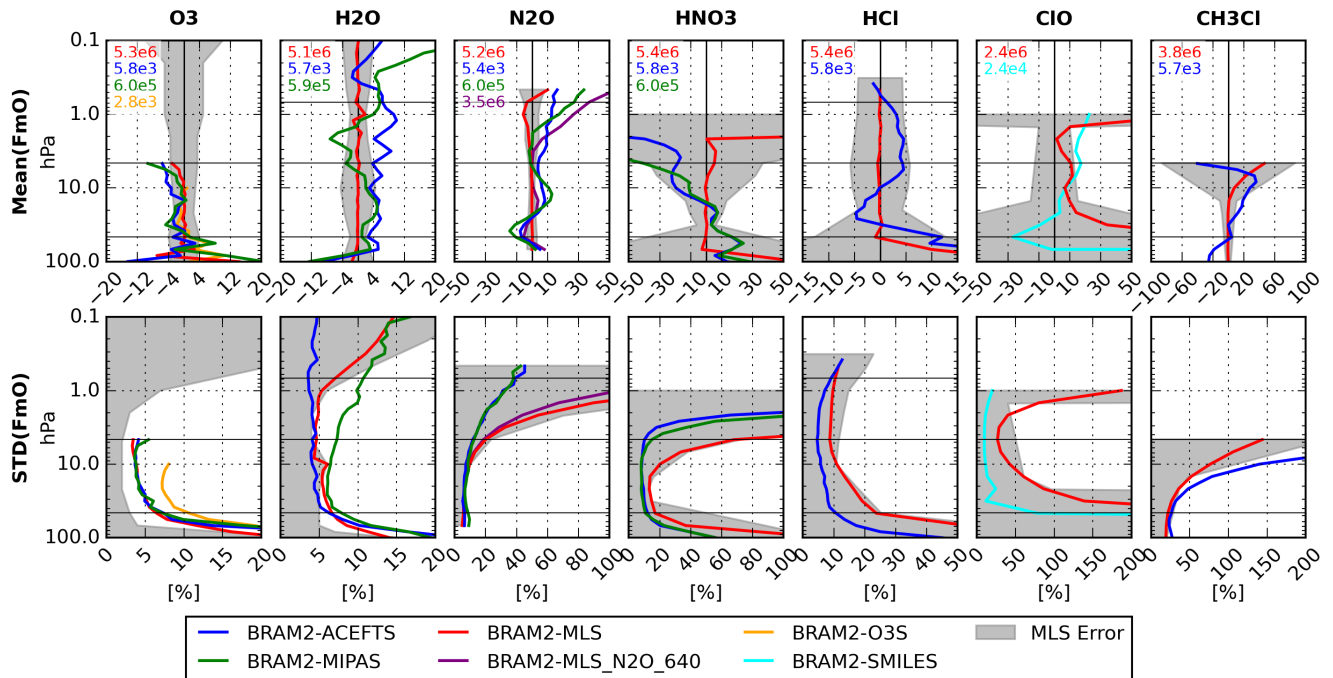 O3 H2O N2O HNO3 HCl ClO CH3Cl
Mean(FmO)
hPa
0.1
1.0
10.0
100.0
5.3e6
5.8e3
6.0e5
2.8e3
5.1e6
5.7e3
5.9e5
5.2e6
5.4e3
6.0e5
3.5e6
5.4e6
5.8e3
6.0e5
5.4e6
5.8e3
2.4e6
2.4e4
3.8e6
5.7e3
−20 −12 −4 4 12 20
−20 −12 −4 4 12 20
−50 −30 −10 10 30 50
−50 −30 −10 10 30 50
−15 −10 −5 0 5 10 15
−50 −30 −10 10 30 50
−100 −60 −20 20 60 100
STD(FmO)
hPa
0.1
1.0
10.0
100.0
0 5 10 15 20
0 5 10 15 20
0 20 40 60 80 100
0 20 40 60 80 100
0 10 20 30 40 50
0 50 100 150 200
0 50 100 150 200
[%] [%] [%] [%] [%] [%] [%]
BRAM2-ACEFTS BRAM2-MLS BRAM2-O3S MLS Error
BRAM2-MIPAS BRAM2-MLS_N2O_640 BRAM2-SMILES